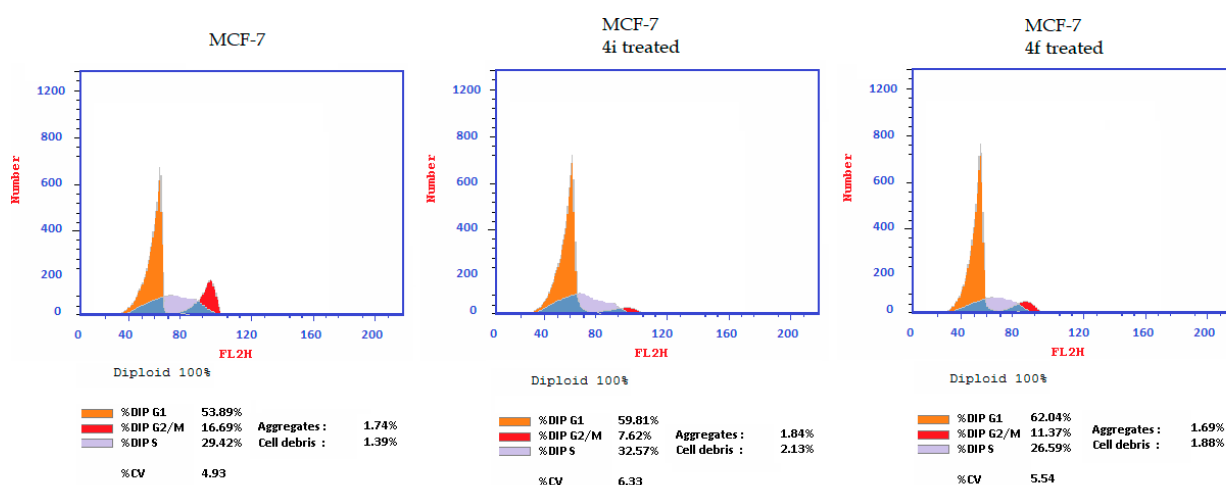 MCF-7
1200
800
600
400
200
0
Number
0 40 80 120 160 200
FL2H
Diploid 100%
%DIP G1 53.89%
%DIP G2/M 16.69% Aggregates : 1.74%
%DIP S 29.42% Cell debris : 1.39%
%CV 4.93
MCF-7
4i treated
1200
800
600
400
200
0
Number
0 40 80 120 160 200
FL2H
Diploid 100%
%DIP G1 59.81%
%DIP G2/M 7.62% Aggregates : 1.84%
%DIP S 32.57% Cell debris : 2.13%
%CV 6.33
MCF-7
4f treated
1200
800
600
400
200
0
Number
0 40 80 120 160 200
FL2H
Diploid 100%
%DIP G1 62.04%
%DIP G2/M 11.37% Aggregates : 1.69%
%DIP S 26.59% Cell debris : 1.88%
%CV 5.54